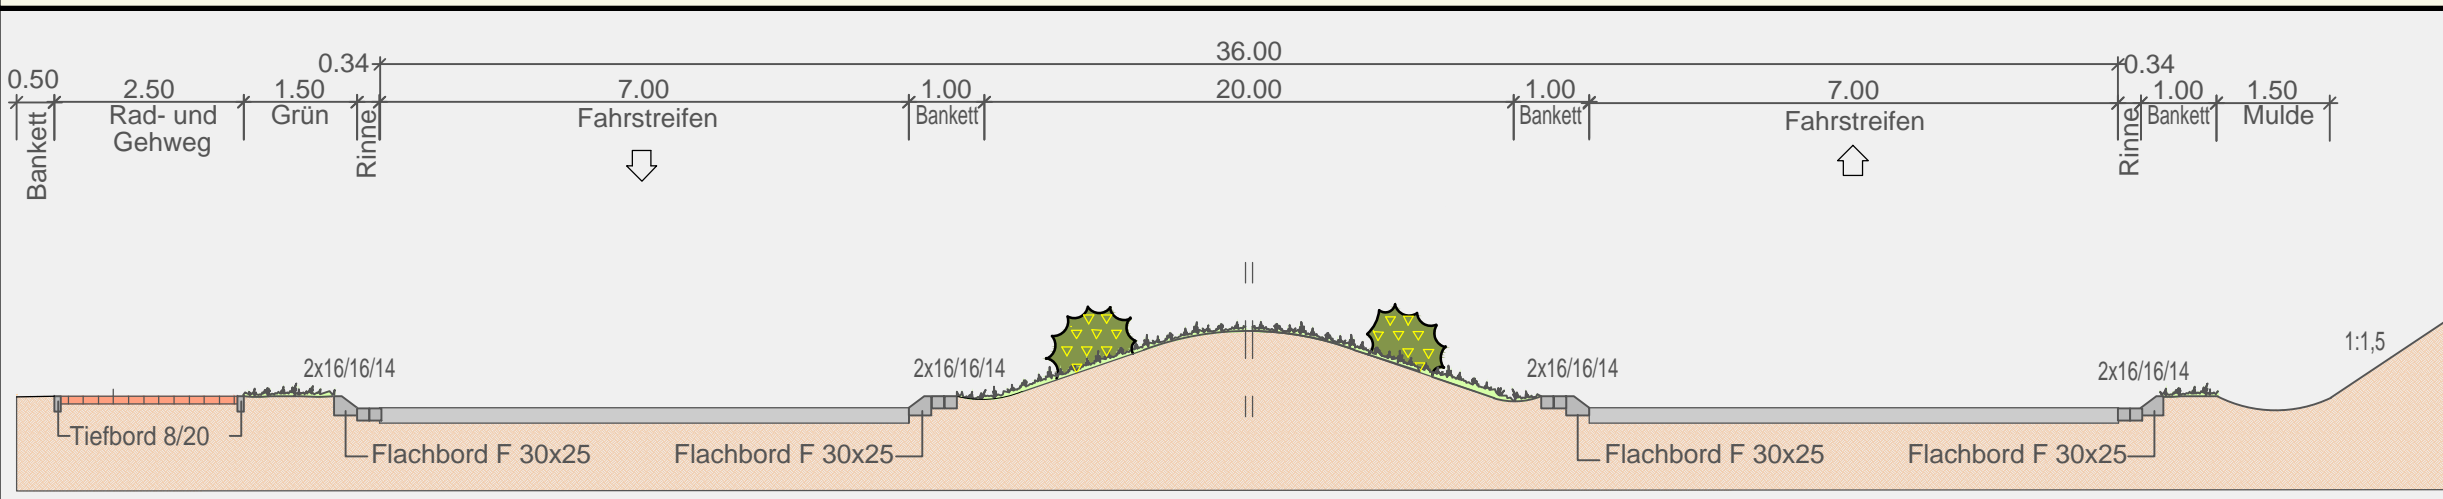 36.00
0.34
0.34
0.50
2.50
1.50
7.00
1.00
20.00
1.00
7.00
1.00
1.50
Bankett
Rad- und
Gehweg
Grün
Rinne
Fahrstreifen
Bankett
Bankett
Fahrstreifen
Rinne
Bankett
Mulde
1:1,5
2x16/16/14
2x16/16/14
2x16/16/14
2x16/16/14
Tiefbord 8/20
Flachbord F 30x25
Flachbord F 30x25
Flachbord F 30x25
Flachbord F 30x25